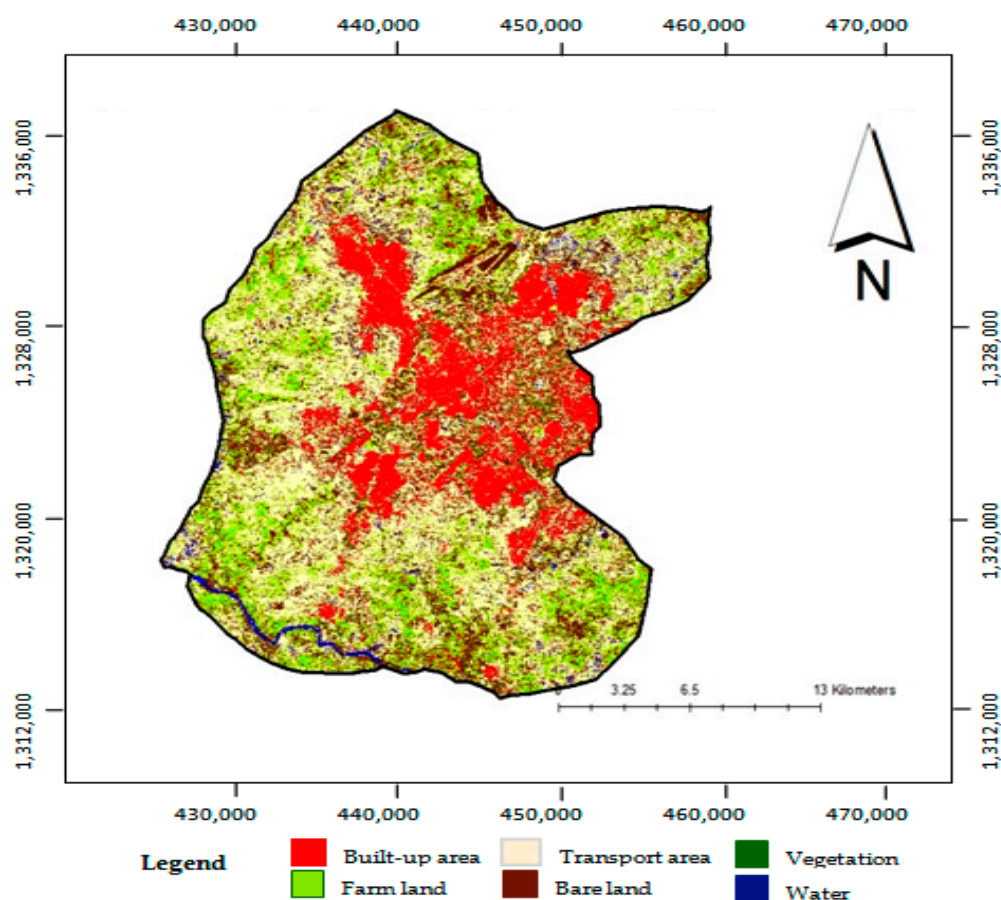 430,000 440,000 450,000 460,000 470,000
1,336,000 1,336,000
N
1,328,000 1,328,000
1,320,000 1,320,000
0 3.25 6.5 13 Kilometers
1,312,000 1,312,000
430,000 440,000 450,000 460,000 470,000
Legend
Built-up area Transport area Vegetation
Farm land Bare land Water